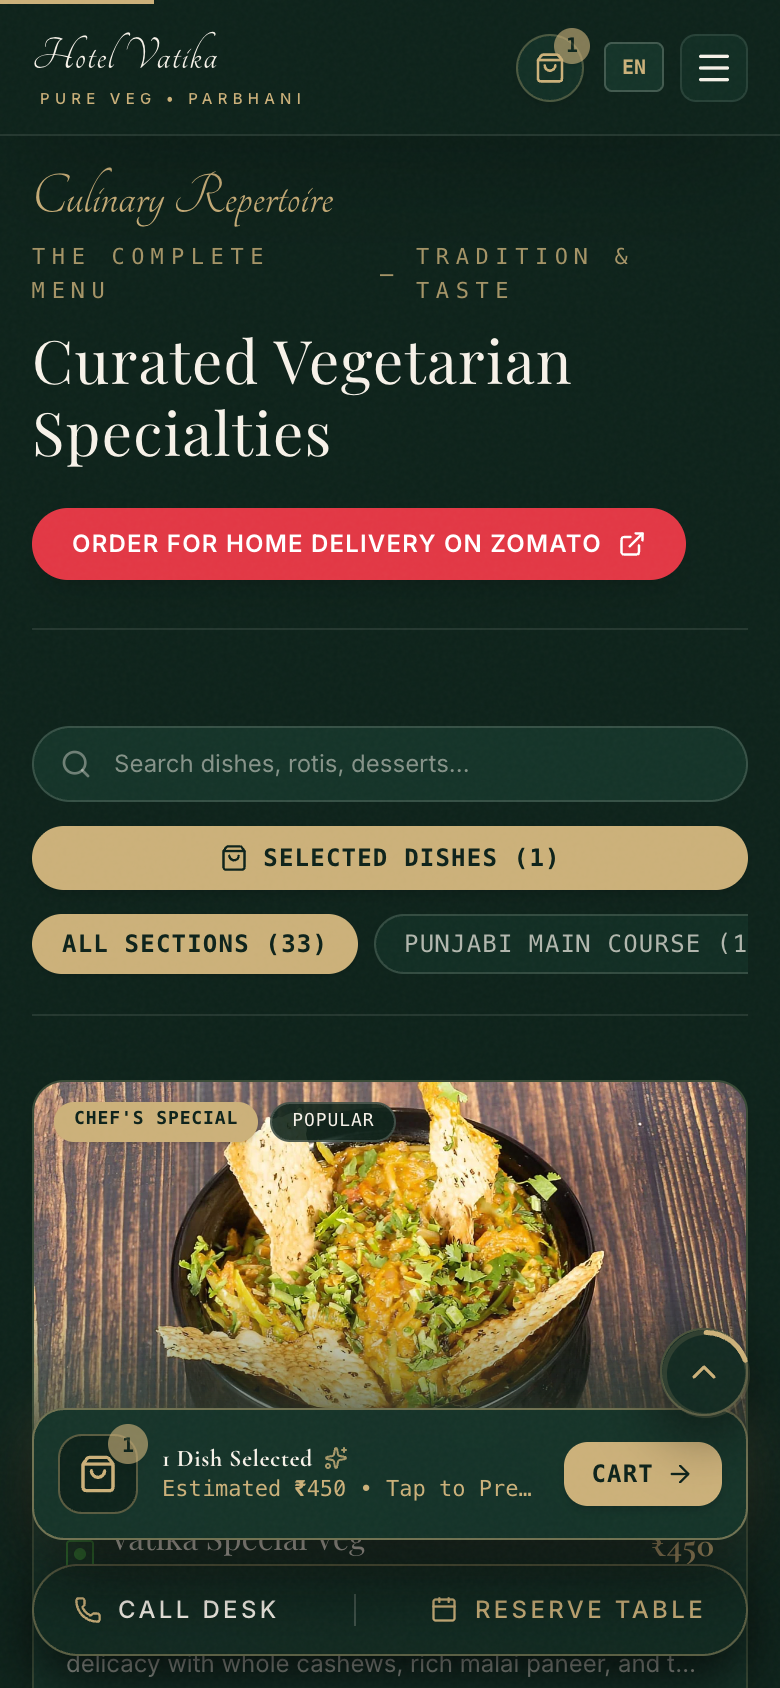 Hotel Vatika
PURE VEG • PARBHANI
1
EN
Culinary Repertoire
THE COMPLETE MENU – TRADITION & TASTE
Curated Vegetarian
Specialties
ORDER FOR HOME DELIVERY ON ZOMATO
Search dishes, rotis, desserts...
SELECTED DISHES (1)
ALL SECTIONS (33)
PUNJABI MAIN COURSE (1
CHEF'S SPECIAL
POPULAR
1
1 Dish Selected
Estimated ₹450 • Tap to Pre…
CART
Vatika Special Veg
₹450
CALL DESK
RESERVE TABLE
delicacy with whole cashews, rich malai paneer, and t...